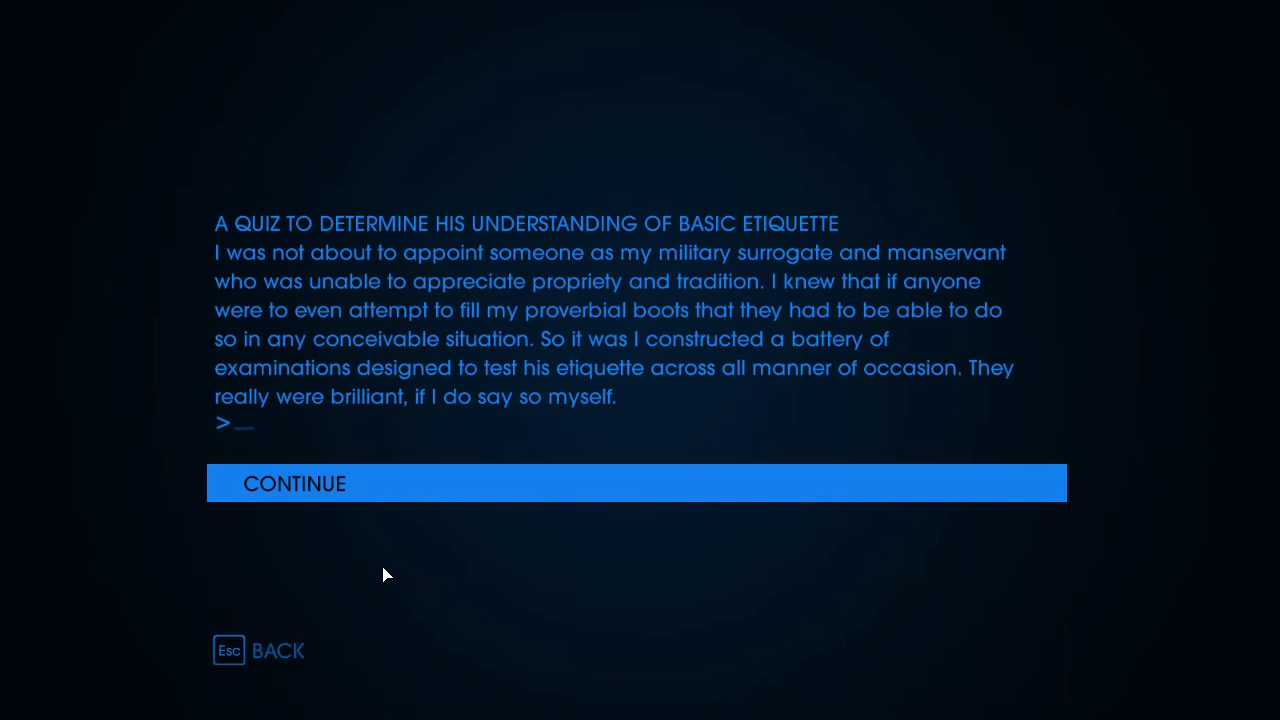 A QUIZ TO DETERMINE HIS UNDERSTANDING OF BASIC ETIQUETTE
I was not about to appoint someone as my military surrogate and manservant
who was unable to appreciate propriety and tradition. I knew that if anyone
were to even attempt to fill my proverbial boots that they had to be able to do
so in any conceivable situation. So it was I constructed a battery of
examinations designed to test his etiquette across all manner of occasion. They
really were brilliant, if I do say so myself.
>_
CONTINUE
Esc BACK